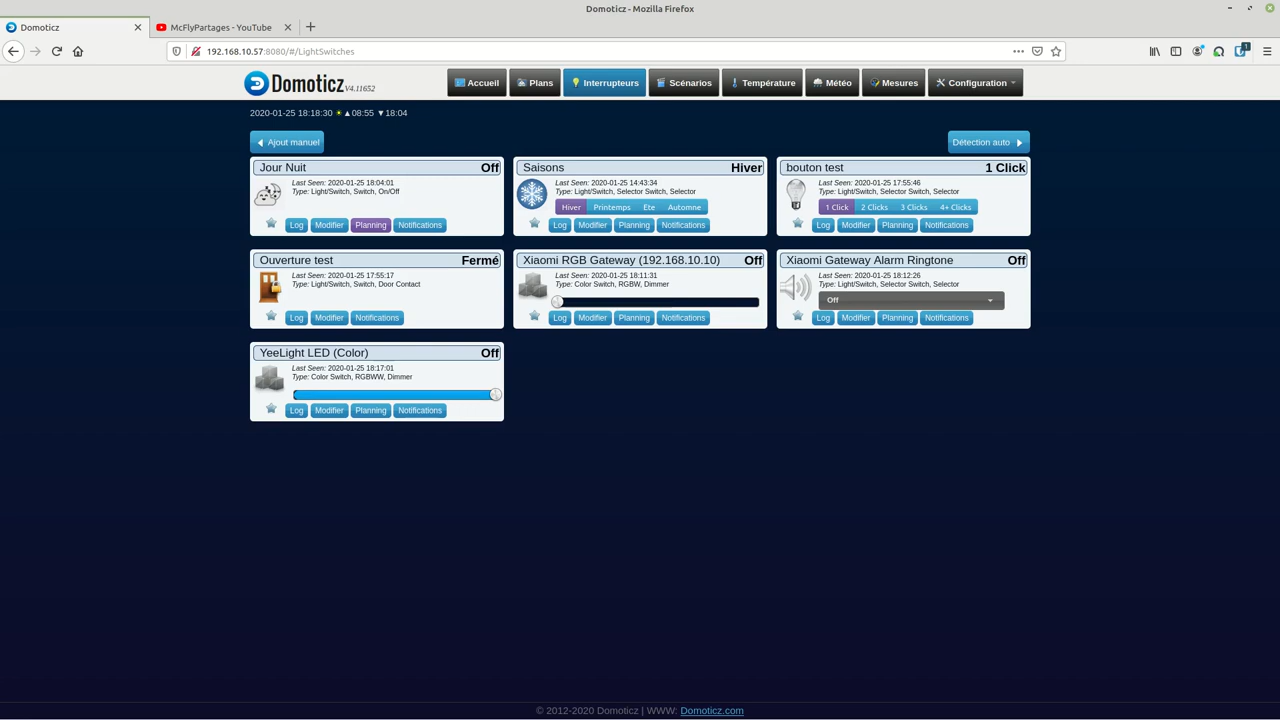 Domoticz - Mozilla Firefox
Domoticz
McFlyPartages - YouTube
192.168.10.57:8080/#/LightSwitches
1
Domoticz V4.11652
Accueil
Plans
Interrupteurs
Scénarios
Température
Météo
Mesures
Configuration
2020-01-25 18:18:30 ☀▲08:55 ▼18:04
Ajout manuel
Détection auto
Jour Nuit Off
Last Seen: 2020-01-25 18:04:01
Type: Light/Switch, Switch, On/Off
Log Modifier Planning Notifications
Saisons Hiver
Last Seen: 2020-01-25 14:43:34
Type: Light/Switch, Selector Switch, Selector
Hiver Printemps Ete Automne
Log Modifier Planning Notifications
bouton test 1 Click
Last Seen: 2020-01-25 17:55:46
Type: Light/Switch, Selector Switch, Selector
1 Click 2 Clicks 3 Clicks 4+ Clicks
Log Modifier Planning Notifications
Ouverture test Fermé
Last Seen: 2020-01-25 17:55:17
Type: Light/Switch, Switch, Door Contact
Log Modifier Notifications
Xiaomi RGB Gateway (192.168.10.10) Off
Last Seen: 2020-01-25 18:11:31
Type: Color Switch, RGBW, Dimmer
Log Modifier Planning Notifications
Xiaomi Gateway Alarm Ringtone Off
Last Seen: 2020-01-25 18:12:26
Type: Light/Switch, Selector Switch, Selector
Off
Log Modifier Planning Notifications
YeeLight LED (Color) Off
Last Seen: 2020-01-25 18:17:01
Type: Color Switch, RGBWW, Dimmer
Log Modifier Planning Notifications
© 2012-2020 Domoticz | WWW: Domoticz.com